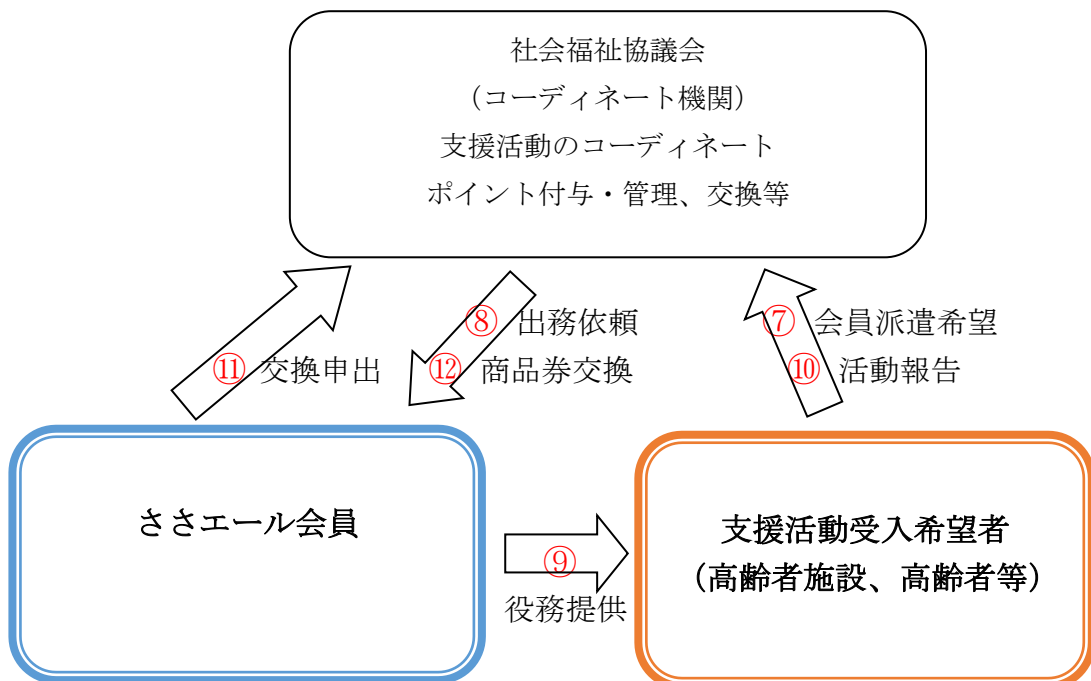 社会福祉協議会
（コーディネート機関）
支援活動のコーディネート
ポイント付与・管理、交換等
⑧ 出務依頼
⑦ 会員派遣希望
⑪ 交換申出
⑫ 商品券交換
⑩ 活動報告
ささエール会員
⑨
役務提供
支援活動受入希望者
（高齢者施設、高齢者等）